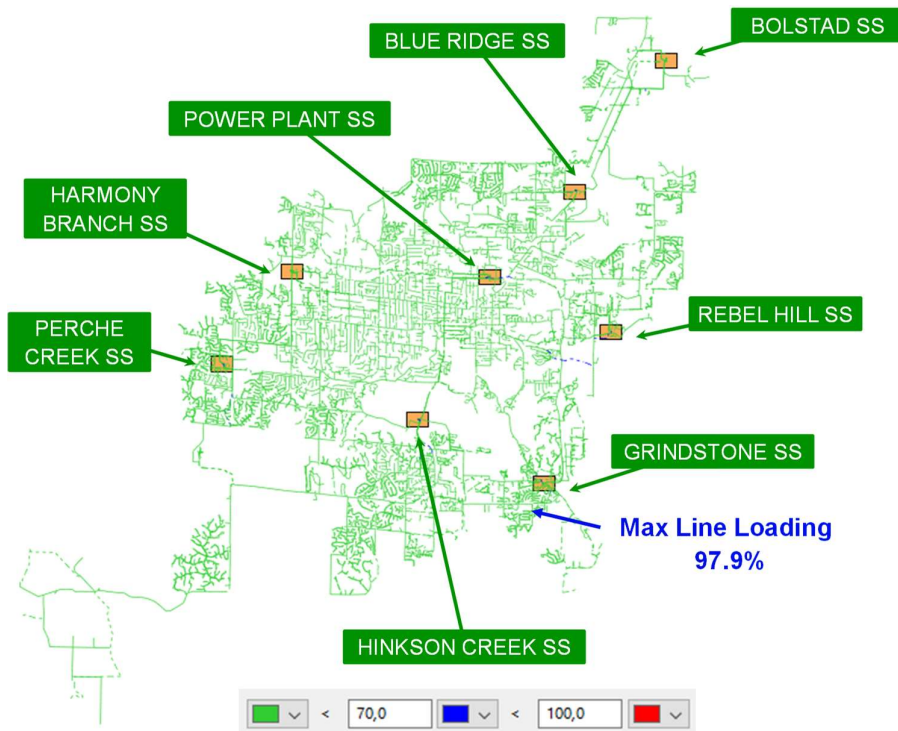 BOLSTAD SS
BLUE RIDGE SS
POWER PLANT SS
HARMONY
BRANCH SS
REBEL HILL SS
PERCHE
CREEK SS
GRINDSTONE SS
Max Line Loading
97.9%
HINKSON CREEK SS
< 70,0 < 100,0